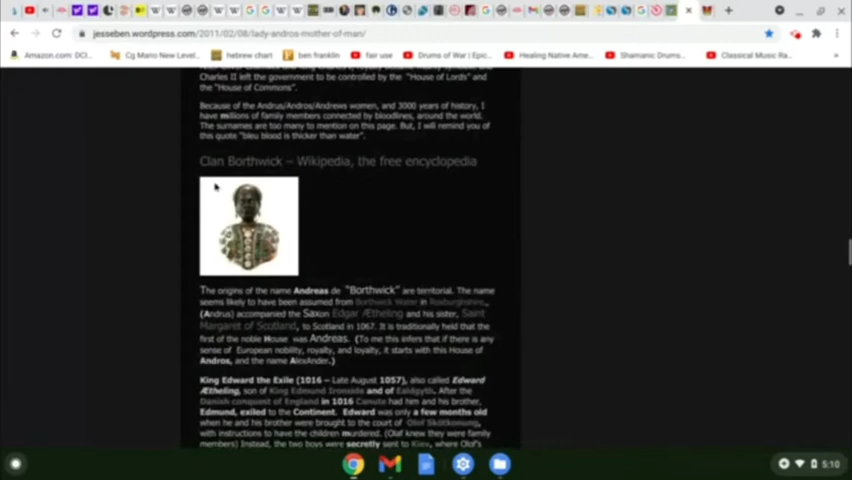 jesseben.wordpress.com/2011/02/08/lady-andros-mother-of-man/
Amazon.com: DCI...
Cg Mano New Level...
hebrew chart
ben franklin
fair use
Drums of War | Epic...
Healing Native Ame...
Shamanic Drums...
Classical Music Ra...
Charles II left the government to be controlled by the "House of Lords" and
the "House of Commons".
Because of the Andrus/Andros/Andrews women, and 3000 years of history, I
have millions of family members connected by bloodlines, around the world.
The surnames are too many to mention on this page. But, I will remind you of
this quote "bleu blood is thicker than water".
Clan Borthwick – Wikipedia, the free encyclopedia
The origins of the name Andreas de "Borthwick" are territorial. The name
seems likely to have been assumed from Borthwick Water in Roxburghshire.,
(Andrus) accompanied the Saxon Edgar Ætheling and his sister, Saint
Margaret of Scotland, to Scotland in 1067. It is traditionally held that the
first of the noble House was Andreas. (To me this infers that if there is any
sense of European nobility, royalty, and loyalty, it starts with this House of
Andros, and the name AlexAnder.)
King Edward the Exile (1016 – Late August 1057), also called Edward
Ætheling, son of King Edmund Ironside and of Ealdgyth. After the
Danish conquest of England in 1016 Canute had him and his brother,
Edmund, exiled to the Continent. Edward was only a few months old
when he and his brother were brought to the court of Olof Skötkonung,
with instructions to have the children murdered. (Olaf knew they were family
members) Instead, the two boys were secretly sent to Kiev, where Olof's
5:10